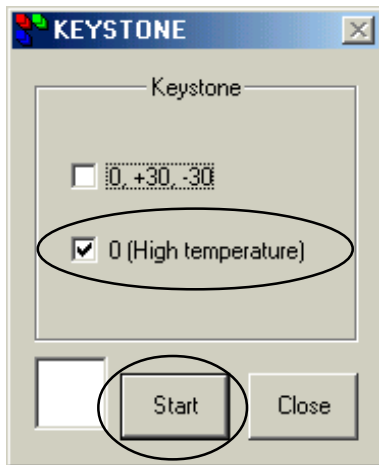 KEYSTONE
Keystone
0, +30, -30
0 (High temperature)
Start
Close